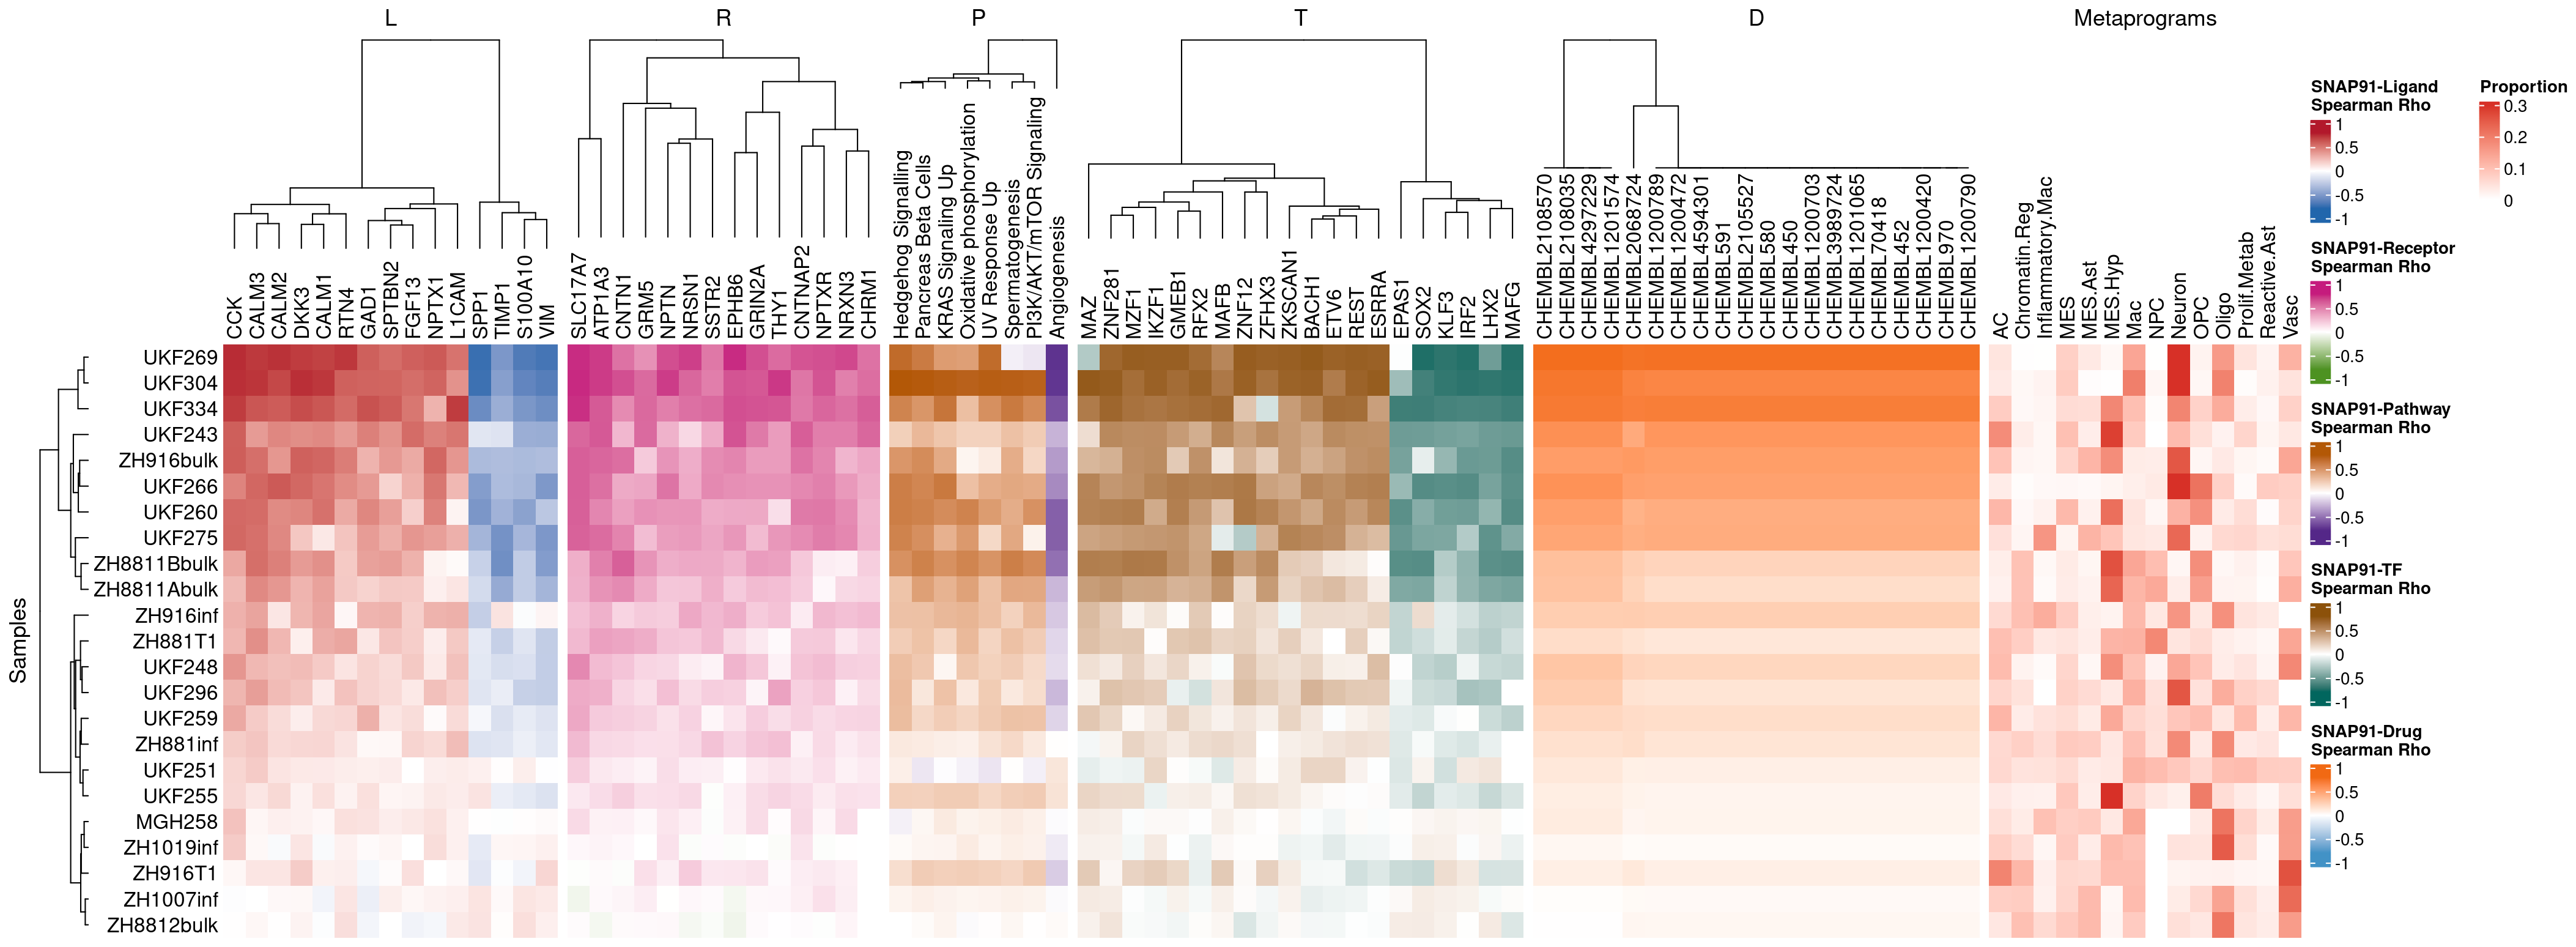 L
R
P
T
D
Metaprograms
CCK
CALM3
CALM2
DKK3
CALM1
RTN4
GAD1
SPTBN2
FGF13
NPTX1
L1CAM
SPP1
TIMP1
S100A10
VIM
SLC17A7
ATP1A3
CNTN1
GRM5
NPTN
NRSN1
SSTR2
EPHB6
GRIN2A
THY1
CNTNAP2
NPTXR
NRXN3
CHRM1
Hedgehog Signalling
Pancreas Beta Cells
KRAS Signaling Up
Oxidative phosphorylation
UV Response Up
Spermatogenesis
PI3K/AKT/mTOR Signaling
Angiogenesis
MAZ
ZNF281
MZF1
IKZF1
GMEB1
RFX2
MAFB
ZNF12
ZFHX3
ZKSCAN1
BACH1
ETV6
REST
ESRRA
EPAS1
SOX2
KLF3
IRF2
LHX2
MAFG
CHEMBL2108570
CHEMBL2108035
CHEMBL4297229
CHEMBL1201574
CHEMBL2068724
CHEMBL1200789
CHEMBL1200472
CHEMBL4594301
CHEMBL591
CHEMBL2105527
CHEMBL580
CHEMBL450
CHEMBL1200703
CHEMBL3989724
CHEMBL1201065
CHEMBL70418
CHEMBL452
CHEMBL1200420
CHEMBL970
CHEMBL1200790
AC
Chromatin.Reg
Inflammatory.Mac
MES
MES.Ast
MES.Hyp
Mac
NPC
Neuron
OPC
Oligo
Prolif.Metab
Reactive.Ast
Vasc
Samples
UKF269
UKF304
UKF334
UKF243
ZH916bulk
UKF266
UKF260
UKF275
ZH8811Bbulk
ZH8811Abulk
ZH916inf
ZH881T1
UKF248
UKF296
UKF259
ZH881inf
UKF251
UKF255
MGH258
ZH1019inf
ZH916T1
ZH1007inf
ZH8812bulk
SNAP91-Ligand
Spearman Rho
1
0.5
0
-0.5
-1
SNAP91-Receptor
Spearman Rho
1
0.5
0
-0.5
-1
SNAP91-Pathway
Spearman Rho
1
0.5
0
-0.5
-1
SNAP91-TF
Spearman Rho
1
0.5
0
-0.5
-1
SNAP91-Drug
Spearman Rho
1
0.5
0
-0.5
-1
Proportion
0.3
0.2
0.1
0